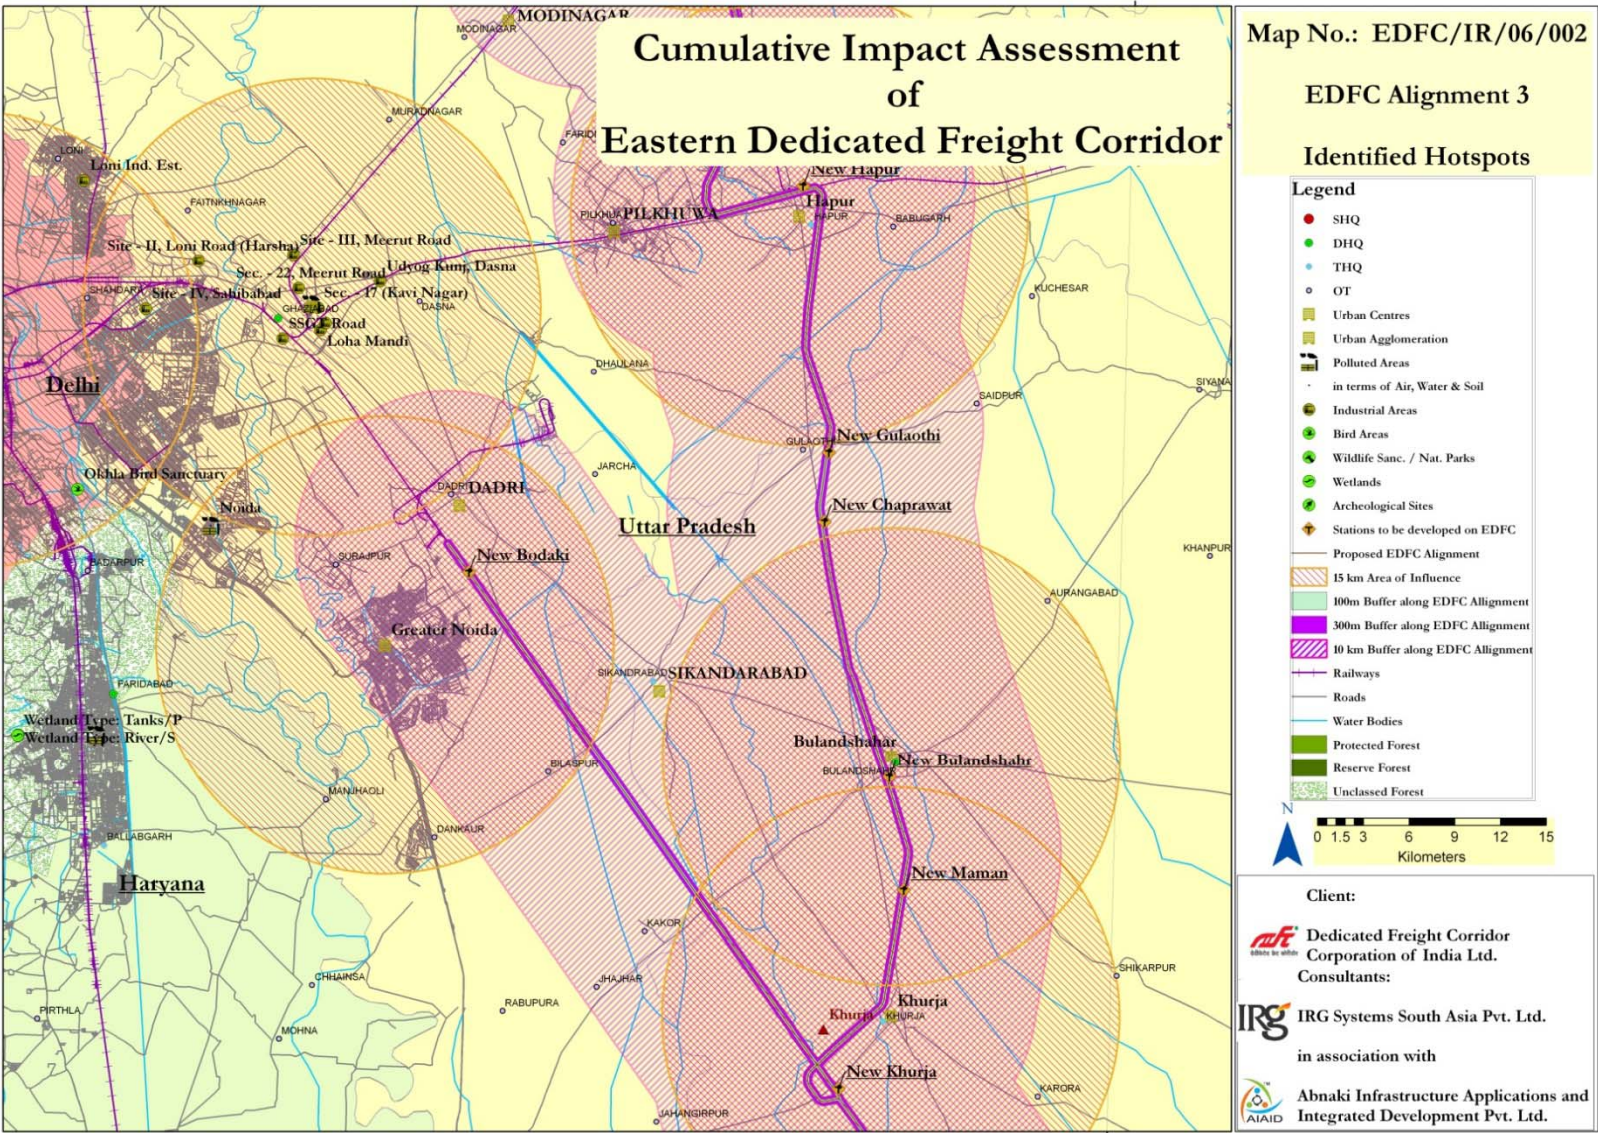 MODINAGAR
MODINAGAR
Cumulative Impact Assessment
of
Eastern Dedicated Freight Corridor
MURADNAGAR
LONI
Loni Ind. Est.
New Hapur
Hapur
HAPUR
FAITNKHNAGAR
PILKHUWA
BABUGARH
Site - II, Loni Road (Harsha)
Site - III, Meerut Road
Sec. - 22, Meerut Road
Udyog Kunj, Dasna
SHAHDARA
Site - IV, Sahibabad
Sec. - 17 (Kavi Nagar)
KUCHESAR
GHAZIABAD
DASNA
SSGT Road
Loha Mandi
DHAULANA
Delhi
SIYANA
SAIDPUR
GULAOTHI
New Gulaothi
Okhla Bird Sanctuary
JARCHA
DADRI
DADRI
Noida
New Chaprawat
Uttar Pradesh
SURAJPUR
New Bodaki
KHANPUR
BADARPUR
AURANGABAD
Greater Noida
SIKANDRABAD
SIKANDARABAD
FARIDABAD
Wetland Type: Tanks/P
Wetland Type: River/S
Bulandshahar
New Bulandshahr
BULANDSHAHR
BILASPUR
MANJHAOLI
DANKAUR
BALLABGARH
Haryana
New Maman
KAKOR
CHHAINSA
JHAJHAR
SHIKARPUR
RABUPURA
Khurja
Khurja
KHURJA
PIRTHLA
MOHNA
New Khurja
KARORA
JAHANGIRPUR
Map No.: EDFC/IR/06/002
EDFC Alignment 3
Identified Hotspots
Legend
SHQ
DHQ
THQ
OT
Urban Centres
Urban Agglomeration
Polluted Areas
in terms of Air, Water & Soil
Industrial Areas
Bird Areas
Wildlife Sanc. / Nat. Parks
Wetlands
Archeological Sites
Stations to be developed on EDFC
Proposed EDFC Alignment
15 km Area of Influence
100m Buffer along EDFC Allignment
300m Buffer along EDFC Allignment
10 km Buffer along EDFC Allignment
Railways
Roads
Water Bodies
Protected Forest
Reserve Forest
Unclassed Forest
N
0 1.5 3 6 9 12 15
Kilometers
Client:
Dedicated Freight Corridor
Corporation of India Ltd.
Consultants:
IRG
IRG Systems South Asia Pvt. Ltd.
in association with
AIAID
Abnaki Infrastructure Applications and
Integrated Development Pvt. Ltd.